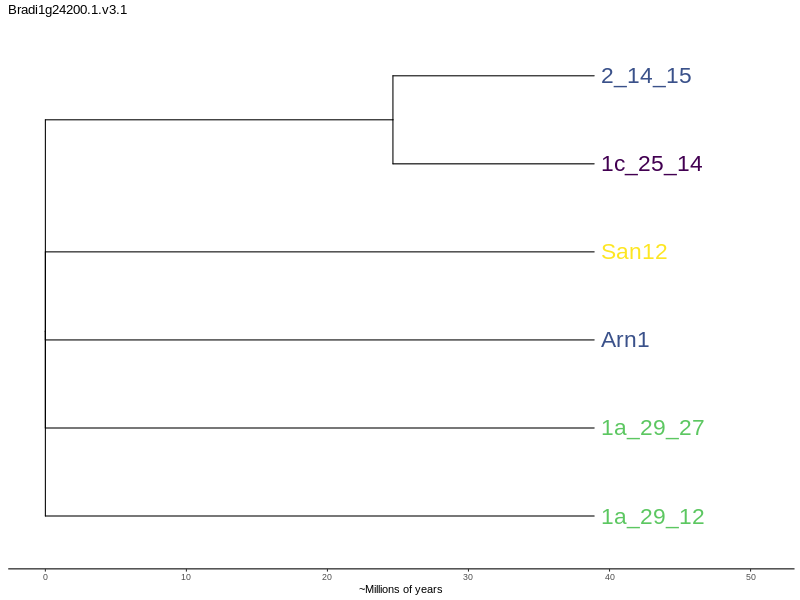 Bradi1g24200.1.v3.1
2_14_15
1c_25_14
San12
Arn1
1a_29_27
1a_29_12
0 10 20 30 40 50
~Millions of years